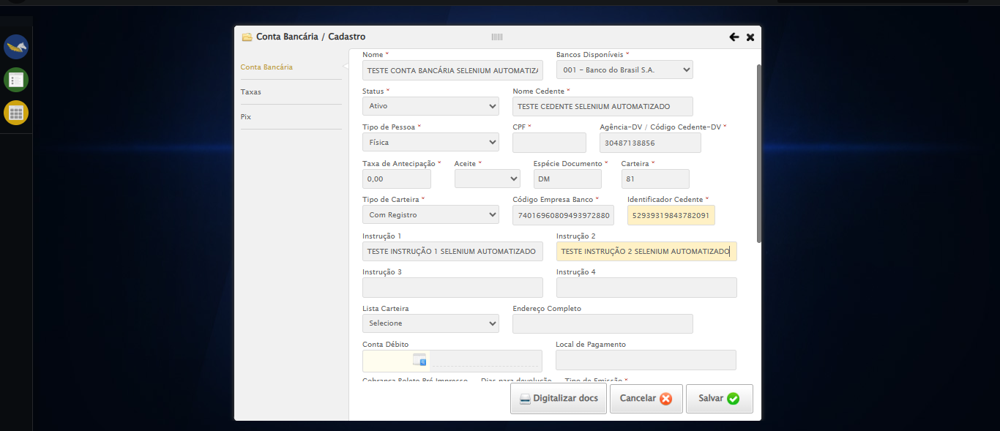 Conta Bancária / Cadastro
Conta Bancária
Taxas
Pix
Nome *
Bancos Disponíveis *
TESTE CONTA BANCÁRIA SELENIUM AUTOMATIZA
001 - Banco do Brasil S.A.
Status *
Nome Cedente *
Ativo
TESTE CEDENTE SELENIUM AUTOMATIZADO
Tipo de Pessoa *
CPF *
Agência-DV / Código Cedente-DV *
Física
30487138856
Taxa de Antecipação *
Aceite *
Espécie Documento *
Carteira *
0,00
DM
81
Tipo de Carteira *
Código Empresa Banco *
Identificador Cedente *
Com Registro
74016960809493972880
52939319843782091
Instrução 1
Instrução 2
TESTE INSTRUÇÃO 1 SELENIUM AUTOMATIZADO
TESTE INSTRUÇÃO 2 SELENIUM AUTOMATIZADO
Instrução 3
Instrução 4
Lista Carteira
Endereço Completo
Selecione
Conta Débito
Local de Pagamento
Cobrança Boleto Pré Impresso
Dias para devolução
Tipo de Emissão *
Digitalizar docs
Cancelar
Salvar